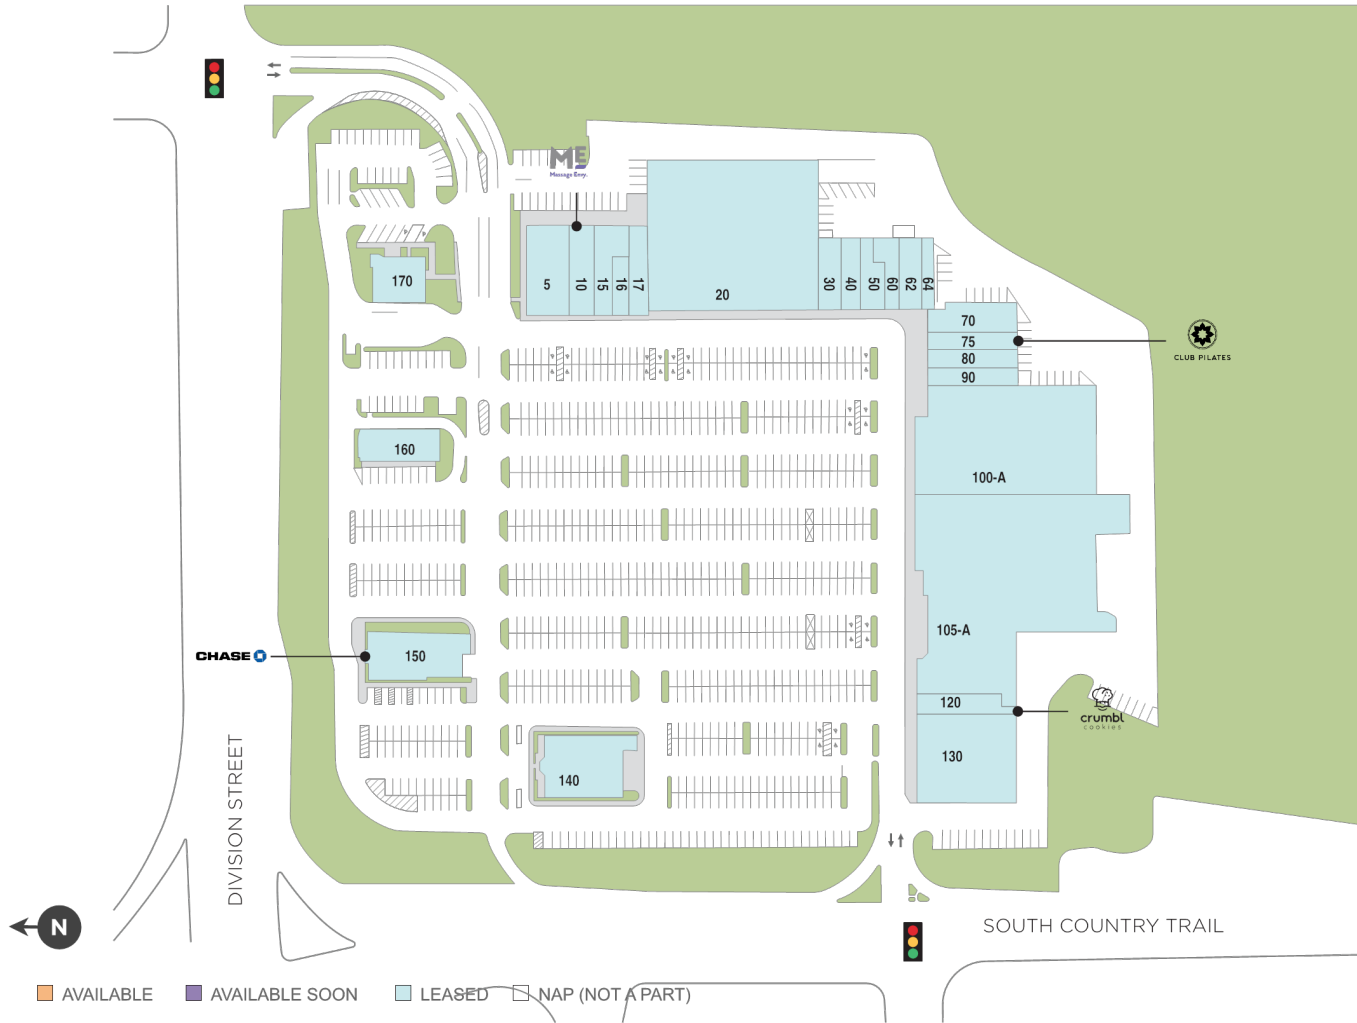 ME
Massage Envy.
170
5
10
15
16
17
20
30
40
50
60
62
64
70
75
80
90
CLUB PILATES
160
100-A
105-A
CHASE
150
120
crumbl
cookies
130
140
DIVISION STREET
N
SOUTH COUNTRY TRAIL
AVAILABLE
AVAILABLE SOON
LEASED
NAP (NOT A PART)